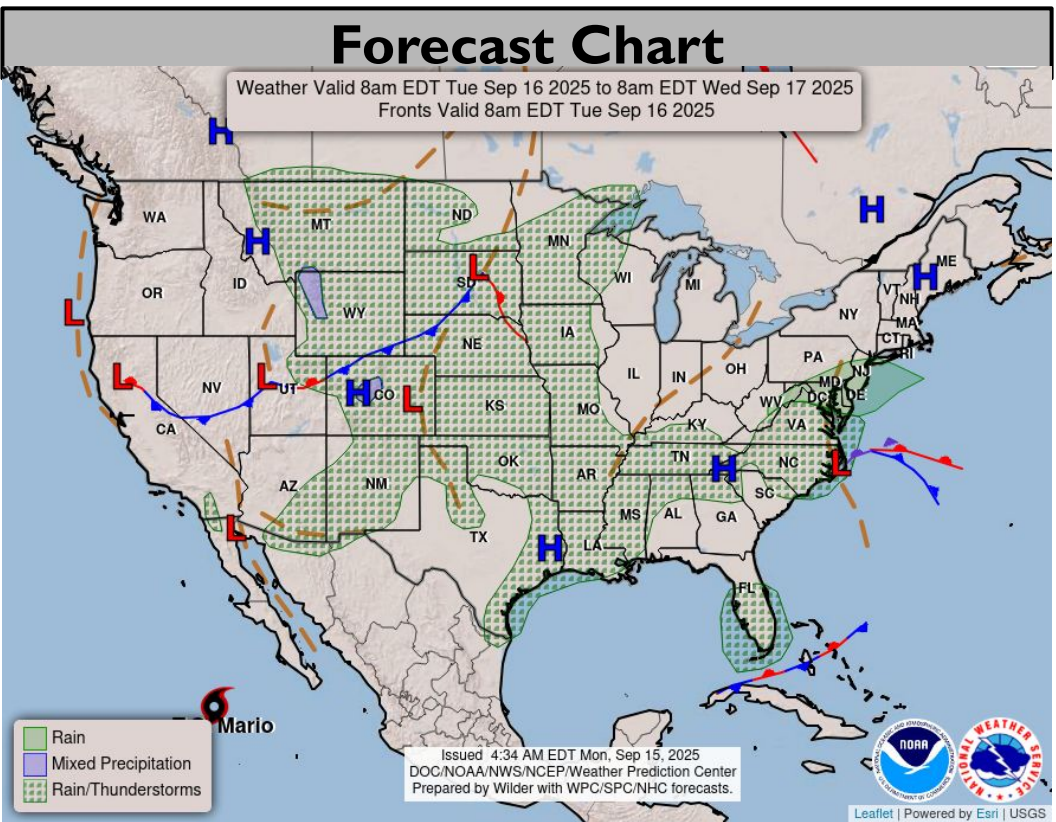 Forecast Chart
Weather Valid 8am EDT Tue Sep 16 2025 to 8am EDT Wed Sep 17 2025
Fronts Valid 8am EDT Tue Sep 16 2025
H
H
WA
MT
ND
MN
ME
H
H
OR
ID
WY
L
SD
WI
MI
VT
NH
H
L
NY
MA
NE
IA
CT
RI
L
NV
L
UT
H
CO
L
IL
IN
OH
PA
NJ
MD
DE
DC
CA
KS
MO
KY
WV
VA
AZ
NM
OK
AR
TN
H
NC
L
SC
L
TX
H
LA
MS
AL
GA
FL
Mario
Rain
Mixed Precipitation
Rain/Thunderstorms
Issued 4:34 AM EDT Mon, Sep 15, 2025
DOC/NOAA/NWS/NCEP/Weather Prediction Center
Prepared by Wilder with WPC/SPC/NHC forecasts.
NOAA
NATIONAL WEATHER SERVICE
Leaflet | Powered by Esri | USGS